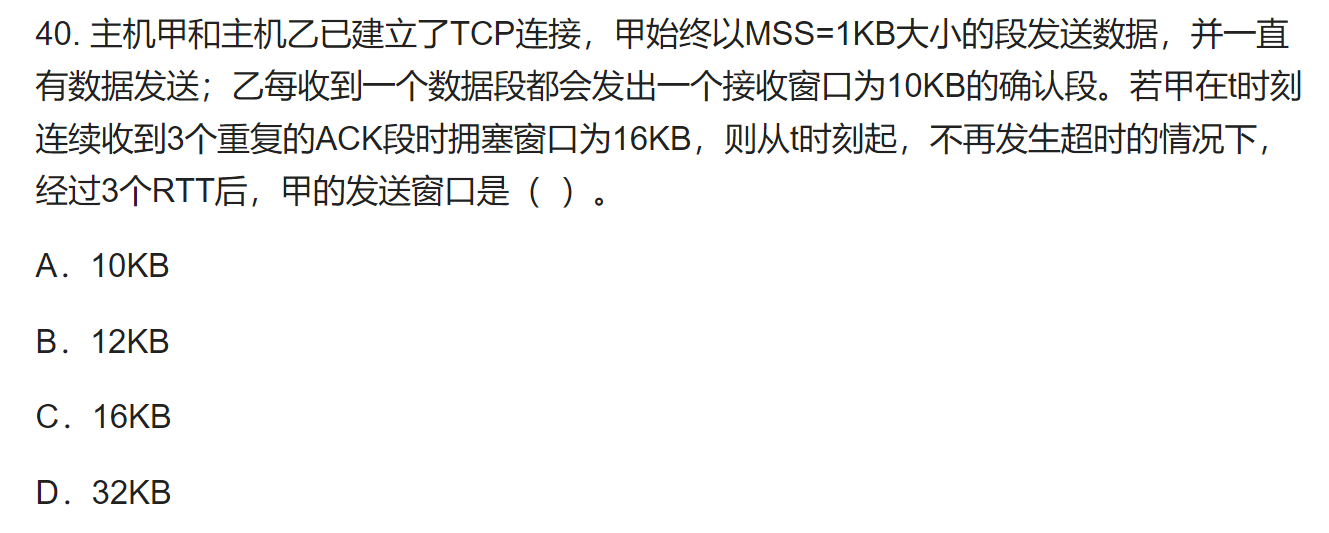 40. 主机甲和主机乙已建立了TCP连接，甲始终以MSS=1KB大小的段发送数据，并一直
有数据发送；乙每收到一个数据段都会发出一个接收窗口为10KB的确认段。若甲在t时刻
连续收到3个重复的ACK段时拥塞窗口为16KB，则从t时刻起，不再发生超时的情况下，
经过3个RTT后，甲的发送窗口是（ ）。
A．10KB
B．12KB
C．16KB
D．32KB